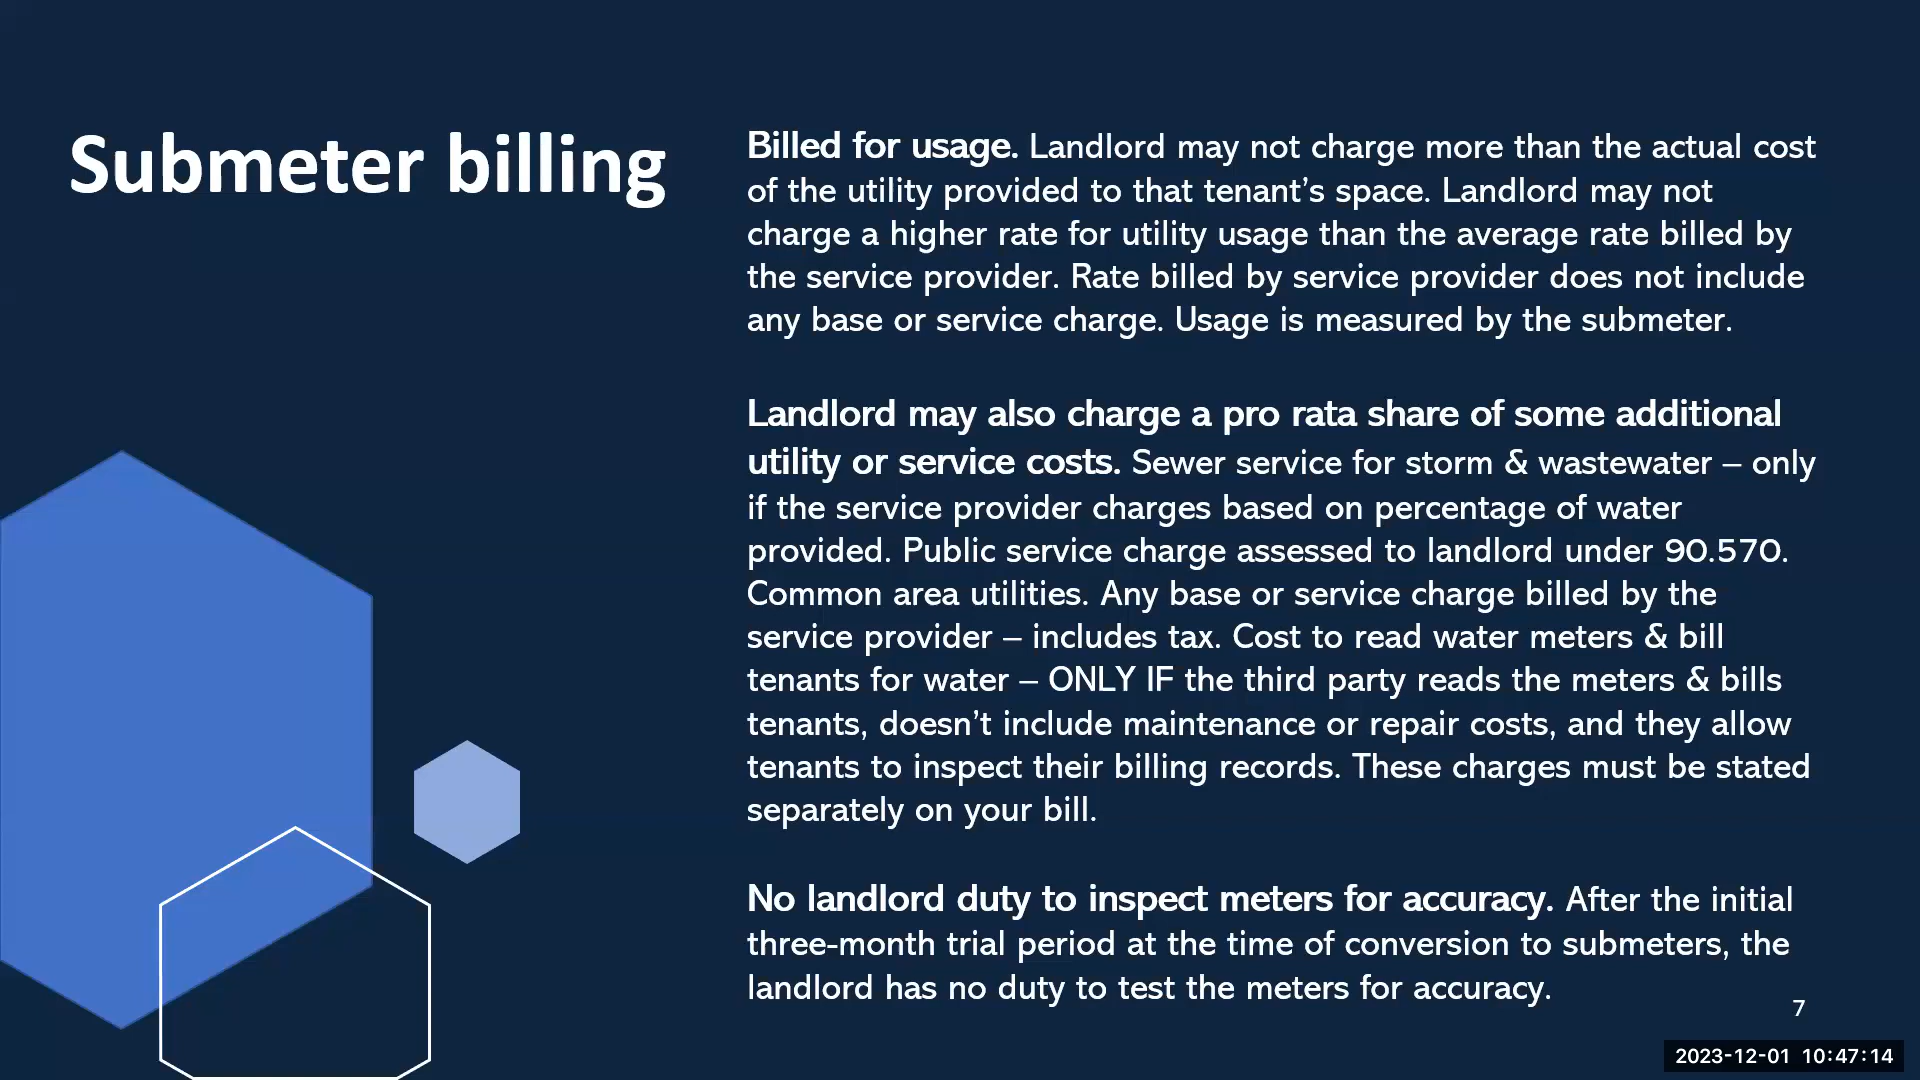 Submeter billing
Billed for usage. Landlord may not charge more than the actual cost
of the utility provided to that tenant’s space. Landlord may not
charge a higher rate for utility usage than the average rate billed by
the service provider. Rate billed by service provider does not include
any base or service charge. Usage is measured by the submeter.
Landlord may also charge a pro rata share of some additional
utility or service costs. Sewer service for storm & wastewater – only
if the service provider charges based on percentage of water
provided. Public service charge assessed to landlord under 90.570.
Common area utilities. Any base or service charge billed by the
service provider – includes tax. Cost to read water meters & bill
tenants for water – ONLY IF the third party reads the meters & bills
tenants, doesn’t include maintenance or repair costs, and they allow
tenants to inspect their billing records. These charges must be stated
separately on your bill.
No landlord duty to inspect meters for accuracy. After the initial
three-month trial period at the time of conversion to submeters, the
landlord has no duty to test the meters for accuracy.
7
2023-12-01 10:47:14